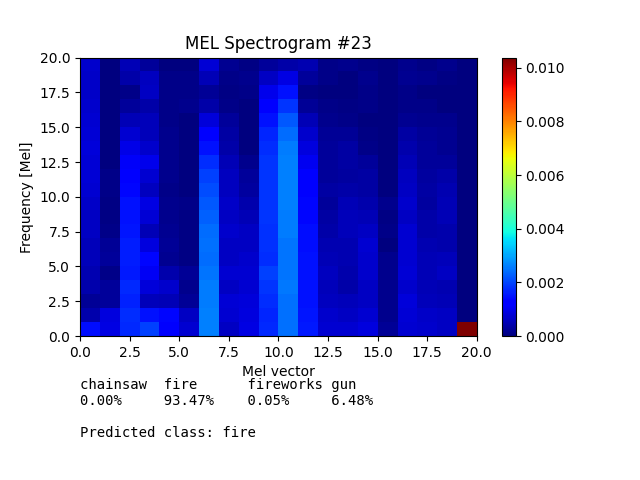 MEL Spectrogram #23
Frequency [Mel]
20.0
17.5
15.0
12.5
10.0
7.5
5.0
2.5
0.0
0.0 2.5 5.0 7.5 10.0 12.5 15.0 17.5 20.0
Mel vector
0.010
0.008
0.006
0.004
0.002
0.000
chainsaw fire fireworks gun
0.00% 93.47% 0.05% 6.48%
Predicted class: fire